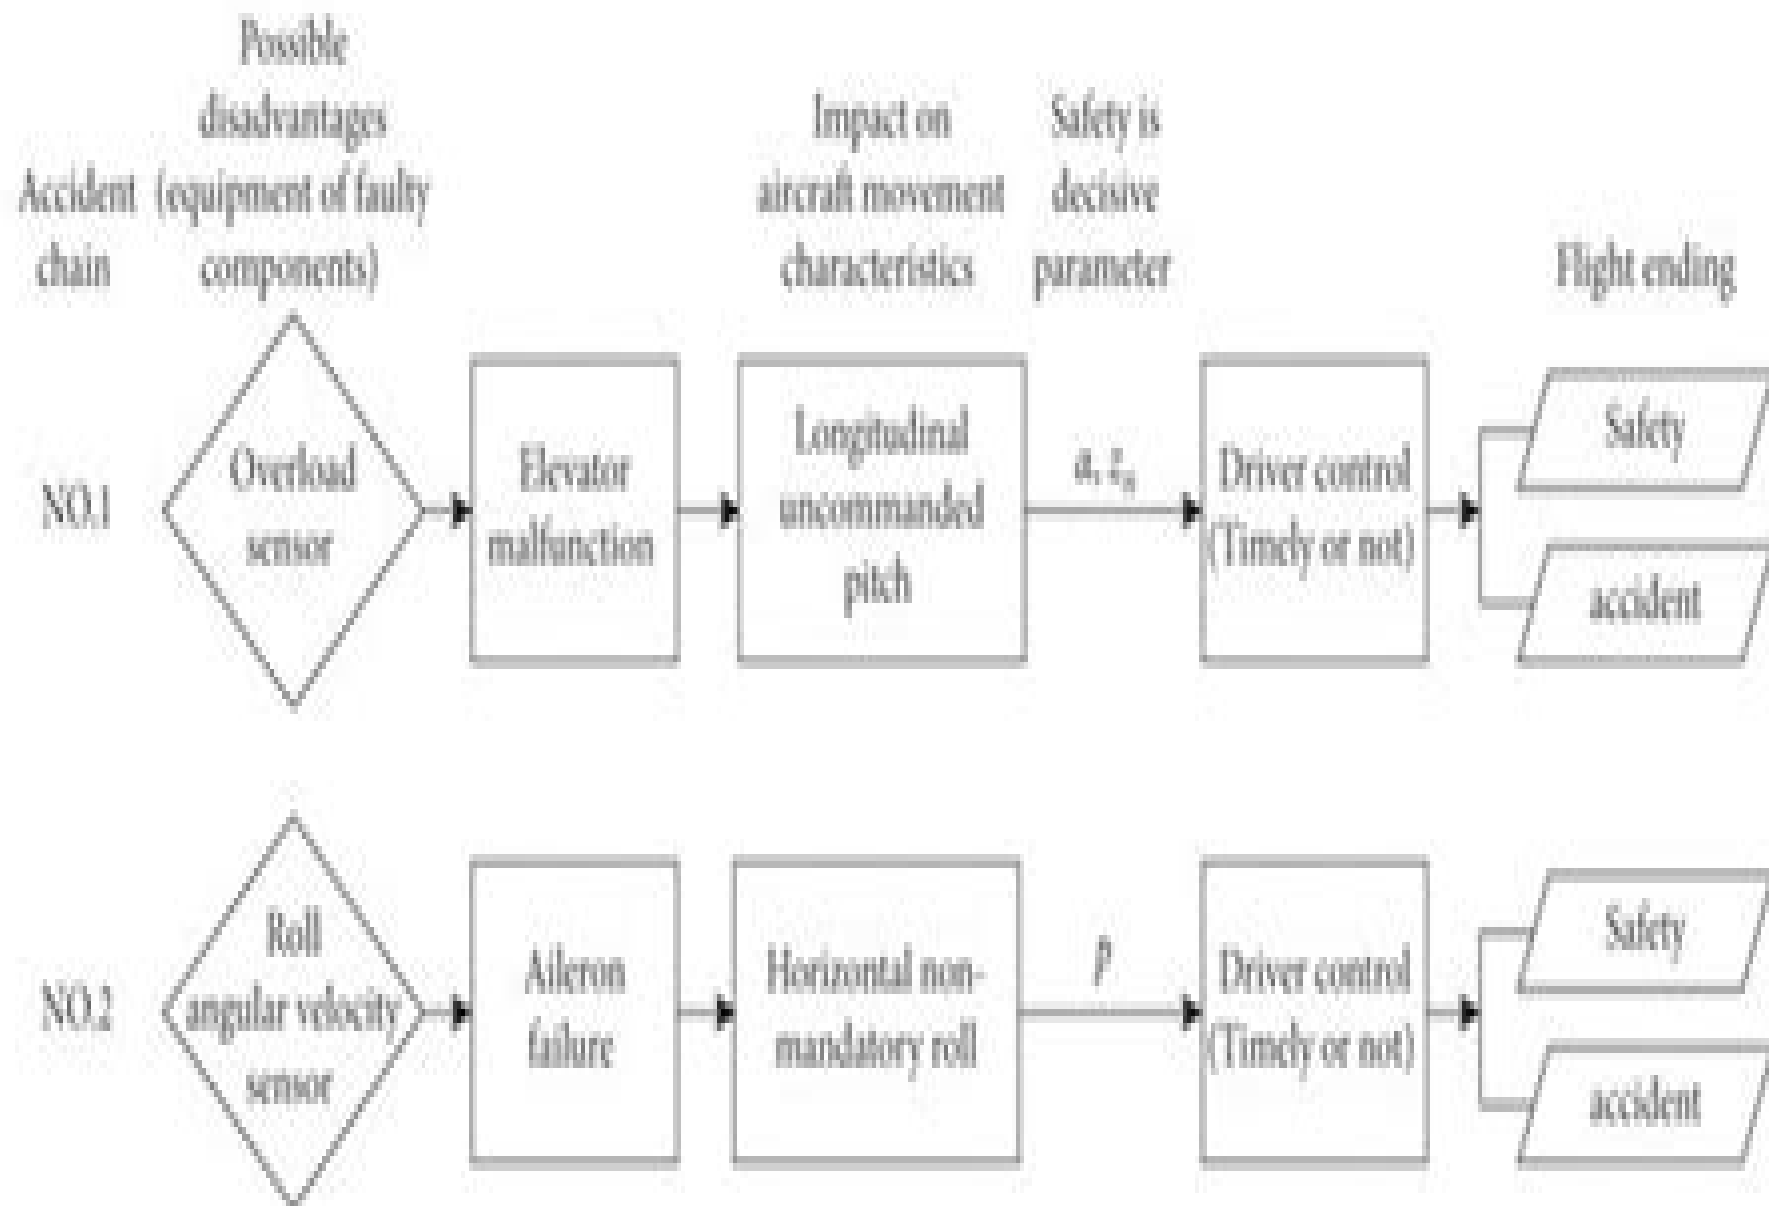 Possible
disadvantages
(equipment of faulty
components)
Accident
chain
Impact on
aircraft movement
characteristics
Safety is
decisive
parameter
Flight ending
NO.1
Overload
sensor
Elevator
malfunction
Longitudinal
uncommanded
pitch
Driver control
(Timely or not)
Safety
accident
NO.2
Roll
angular velocity
sensor
Aileron
failure
Horizontal non-
mandatory roll
p
Driver control
(Timely or not)
Safety
accident